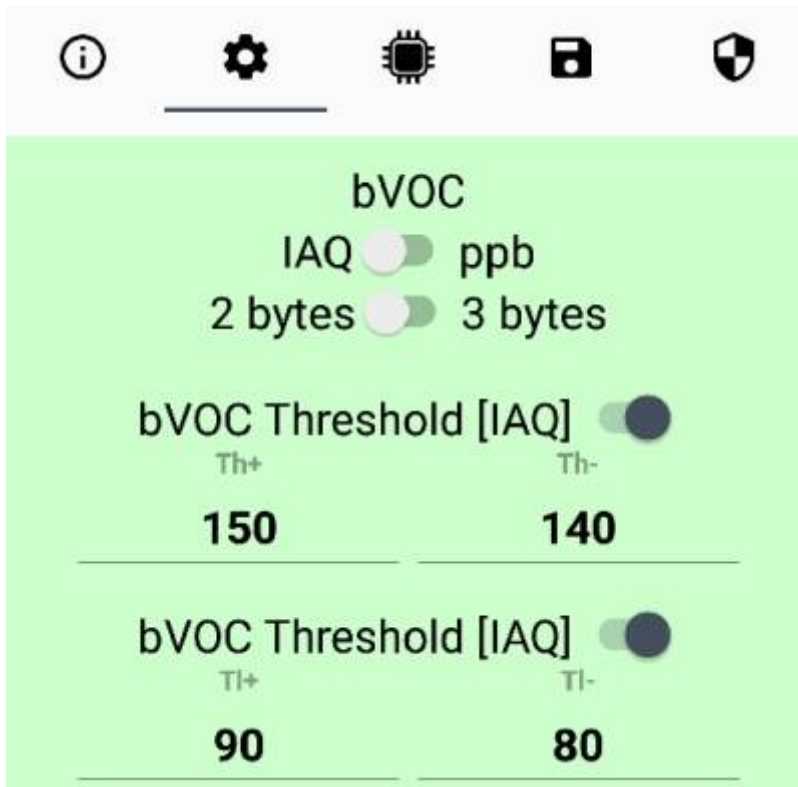 bVOC
IAQ ppb
2 bytes 3 bytes
bVOC Threshold [IAQ]
Th+ Th-
150 140
bVOC Threshold [IAQ]
Tl+ Tl-
90 80